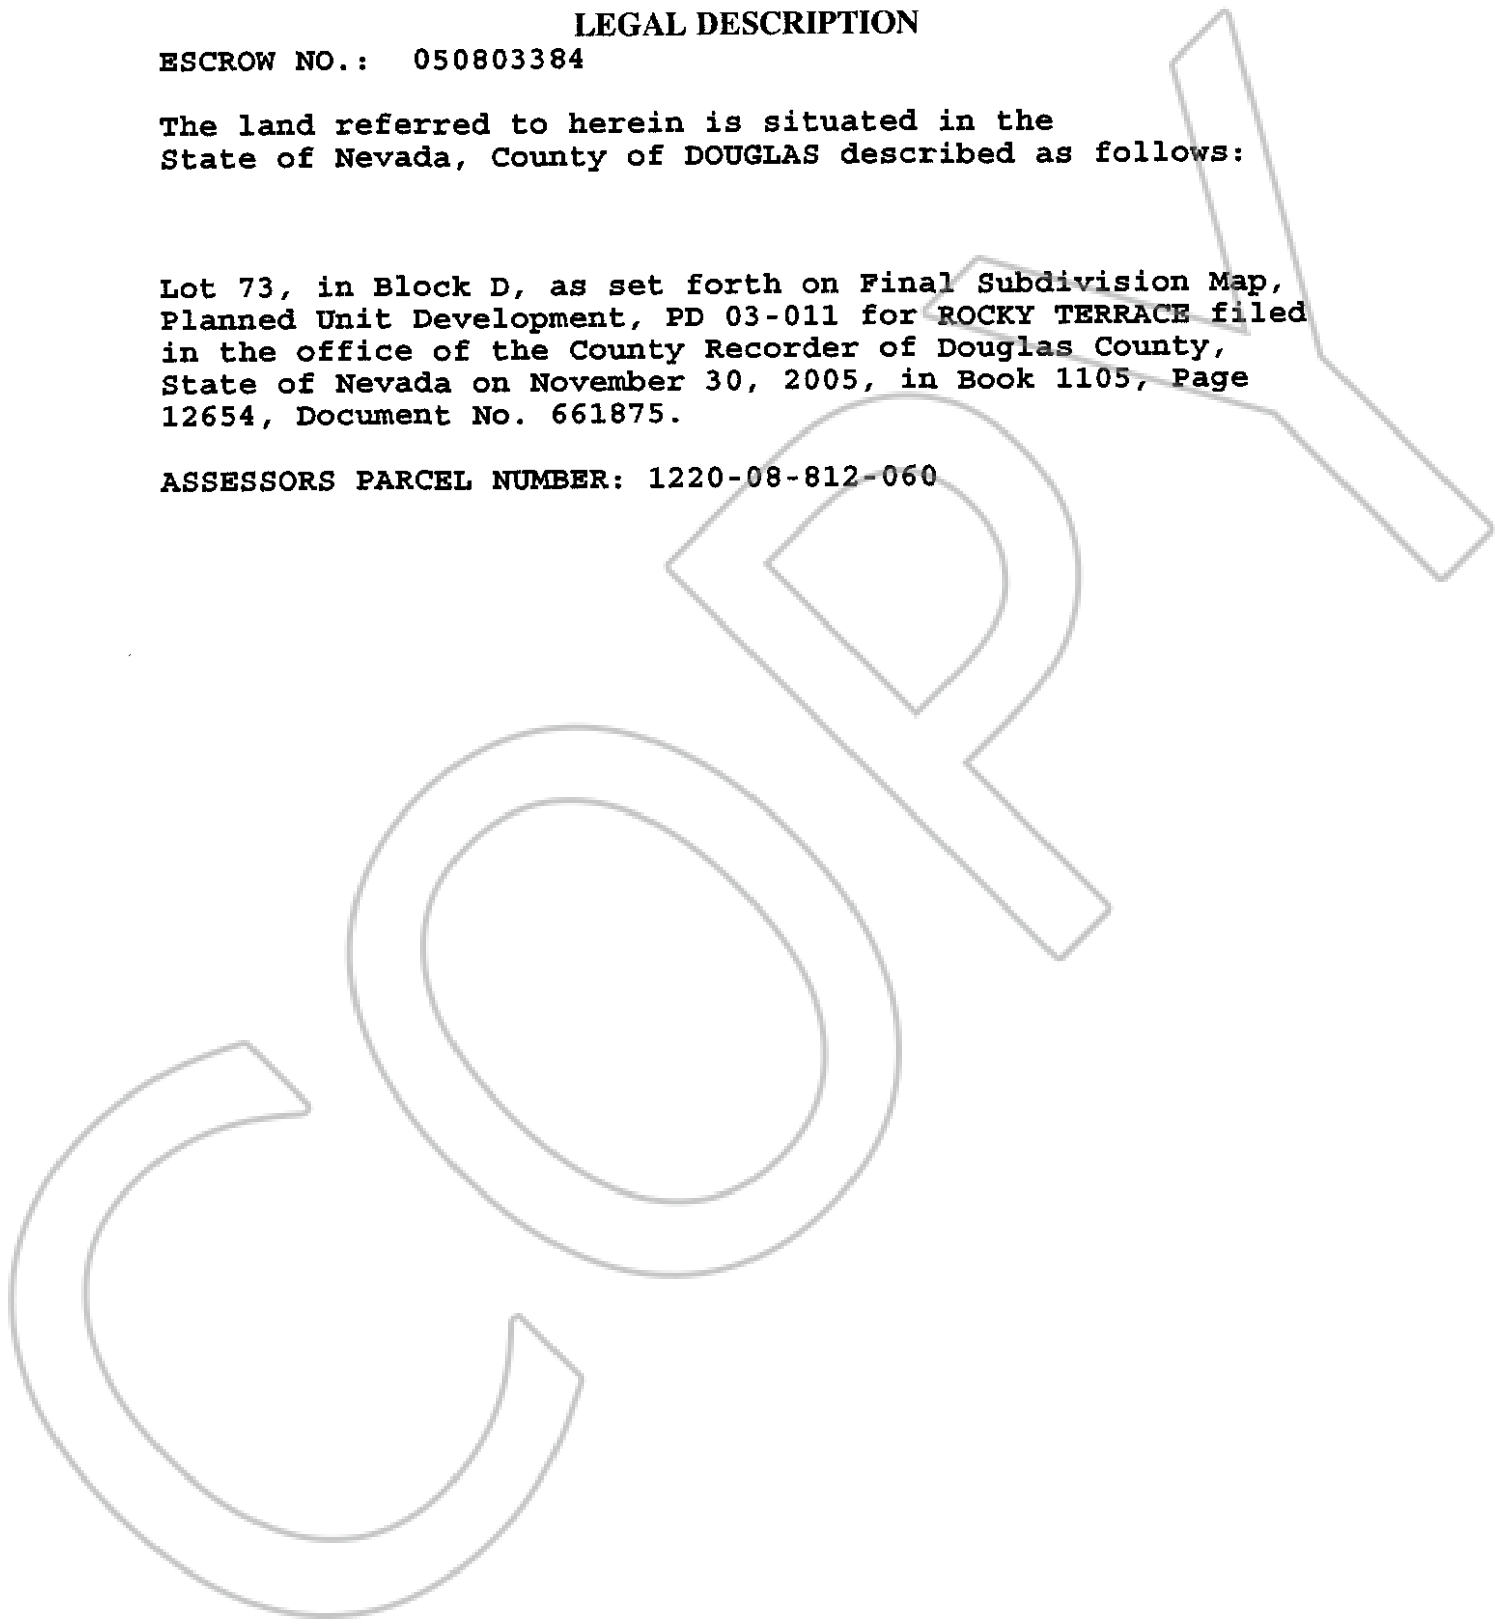 LEGAL DESCRIPTION
ESCROW NO.: 050803384
The land referred to herein is situated in the
State of Nevada, County of DOUGLAS described as follows:
Lot 73, in Block D, as set forth on Final Subdivision Map,
Planned Unit Development, PD 03-011 for ROCKY TERRACE filed
in the office of the County Recorder of Douglas County,
State of Nevada on November 30, 2005, in Book 1105, Page
12654, Document No. 661875.
ASSESSORS PARCEL NUMBER: 1220-08-812-060
COPY